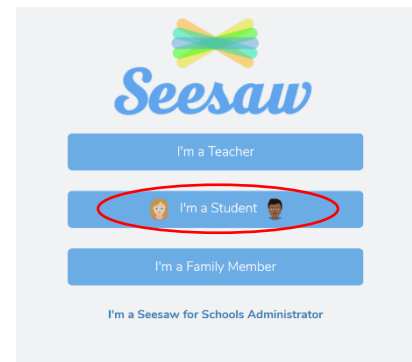 Seesaw
I'm a Teacher
I'm a Student
I'm a Family Member
I'm a Seesaw for Schools Administrator